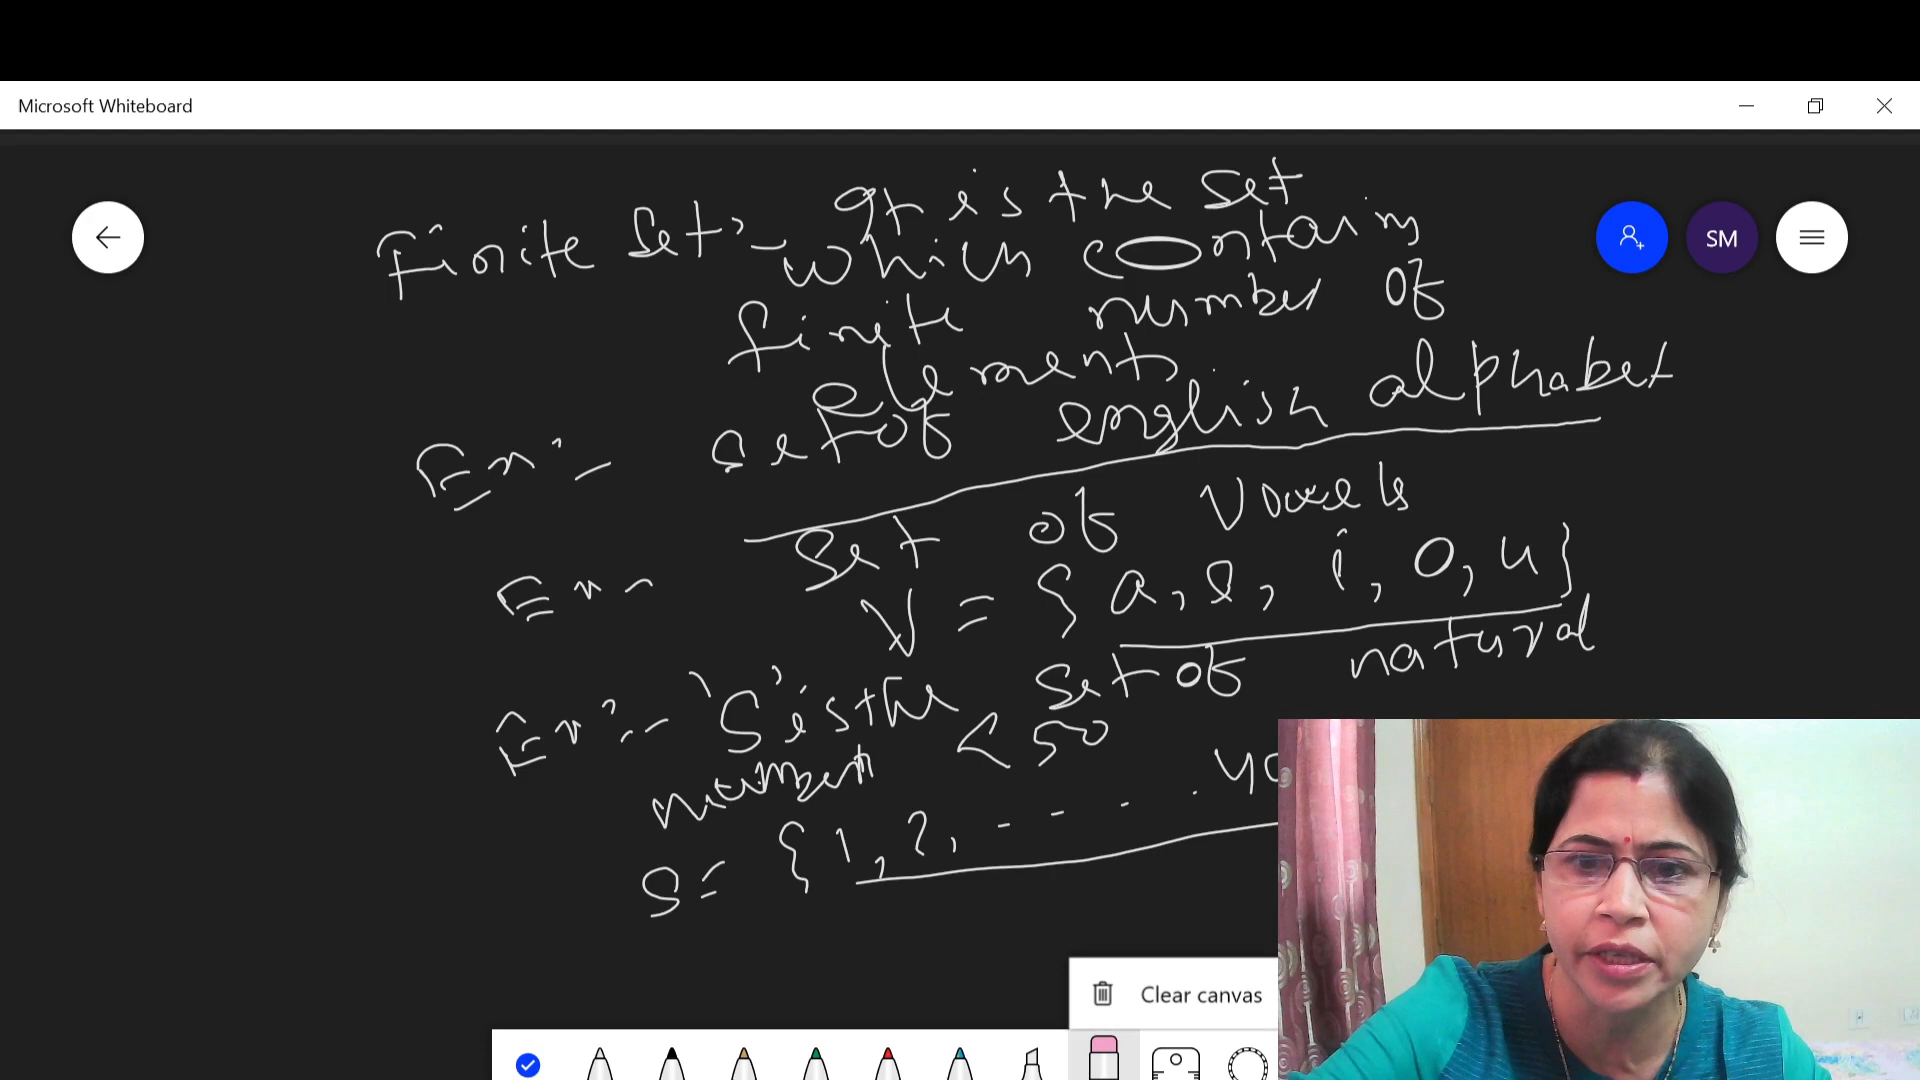 Microsoft Whiteboard
Finite Set:- It is the set
which contains
finite number of
elements
Ex:- set of english alphabet
Ex- Set of Vowels
V = {a, e, i, o, u}
Ex:- 'S' is the set of natural
number < 50
S = {1, 2, - - - - .
SM
Clear canvas